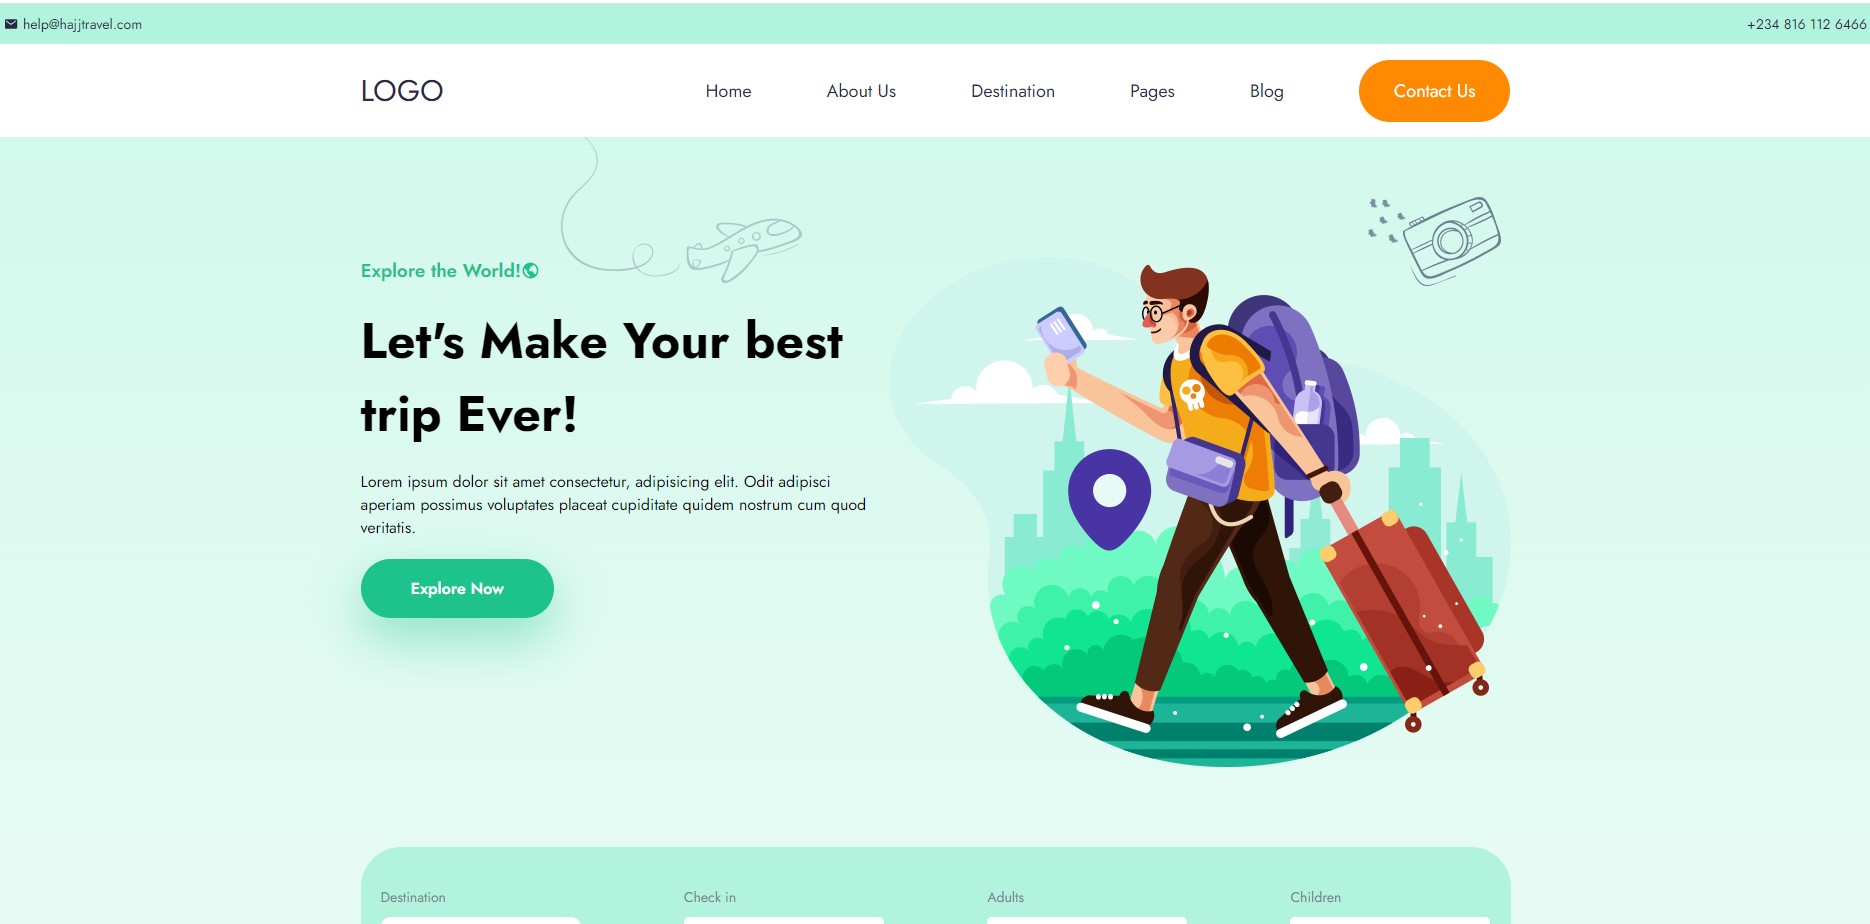 help@hajjtravel.com
+234 816 112 6466
LOGO
Home
About Us
Destination
Pages
Blog
Contact Us
Explore the World!
Let's Make Your best
trip Ever!
Lorem ipsum dolor sit amet consectetur, adipisicing elit. Odit adipisci
aperiam possimus voluptates placeat cupiditate quidem nostrum cum quod
veritatis.
Explore Now
Destination
Check in
Adults
Children